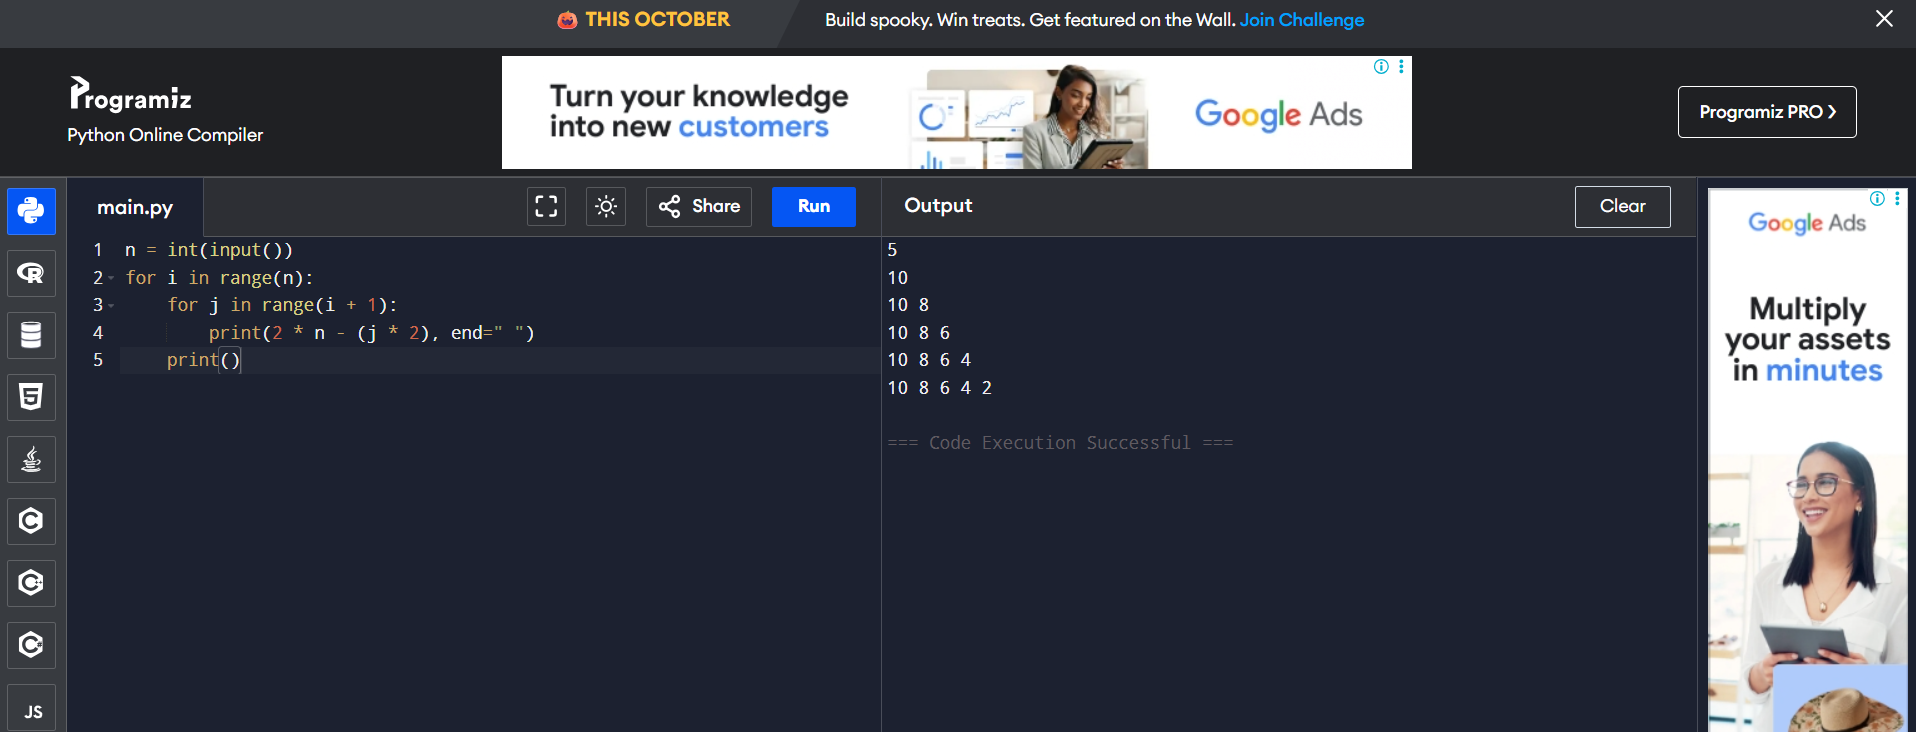 🎃 THIS OCTOBER
Build spooky. Win treats. Get featured on the Wall. Join Challenge
Programiz
Python Online Compiler
Turn your knowledge
into new customers
Google Ads
Programiz PRO ›
main.py
Share
Run
Output
Clear
1 n = int(input())
2 for i in range(n):
3     for j in range(i + 1):
4         print(2 * n - (j * 2), end=" ")
5     print()
5
10
10 8
10 8 6
10 8 6 4
10 8 6 4 2
=== Code Execution Successful ===
Google Ads
Multiply
your assets
in minutes
JS